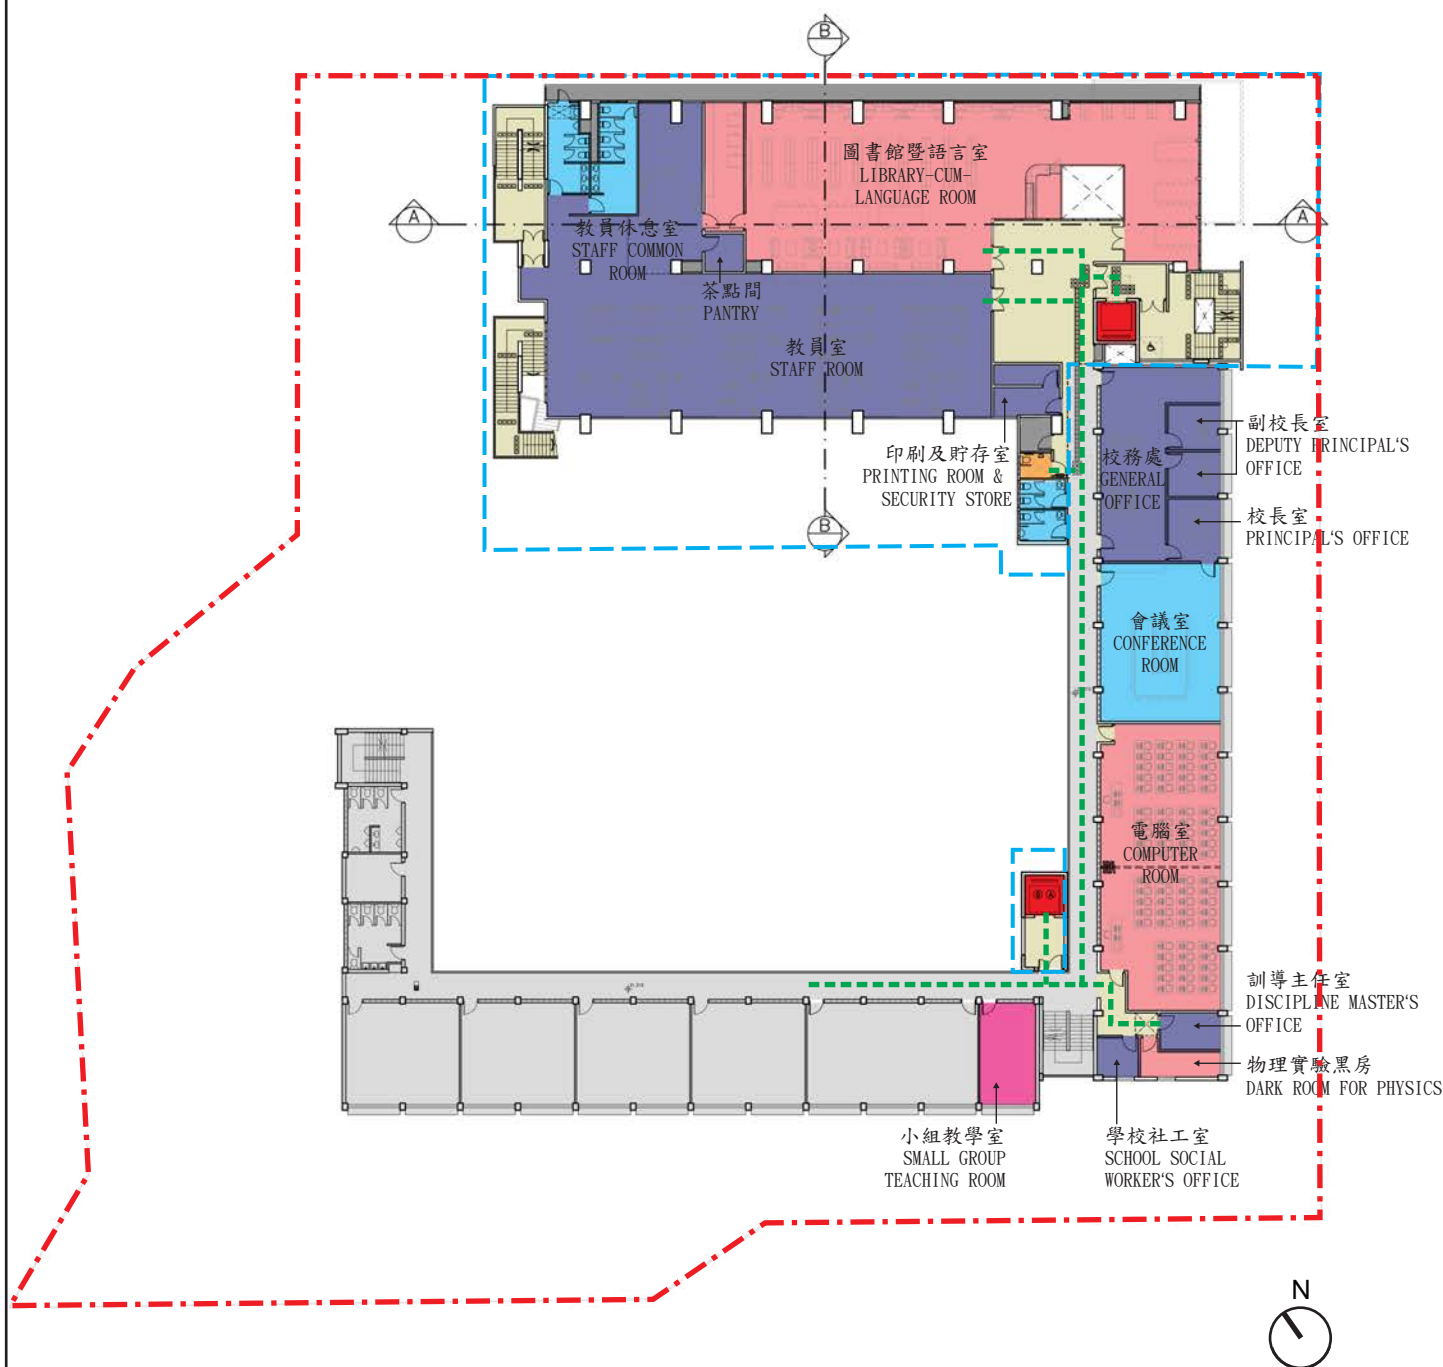 B
圖書館暨語言室
LIBRARY-CUM-
LANGUAGE ROOM
A
A
教員休息室
STAFF COMMON
ROOM
茶點間
PANTRY
教員室
STAFF ROOM
印刷及貯存室
PRINTING ROOM &
SECURITY STORE
B
校務處
GENERAL
OFFICE
副校長室
DEPUTY PRINCIPAL'S
OFFICE
校長室
PRINCIPAL'S OFFICE
會議室
CONFERENCE
ROOM
電腦室
COMPUTER
ROOM
訓導主任室
DISCIPLINE MASTER'S
OFFICE
物理實驗黑房
DARK ROOM FOR PHYSICS
小組教學室
SMALL GROUP
TEACHING ROOM
學校社工室
SCHOOL SOCIAL
WORKER'S OFFICE
N